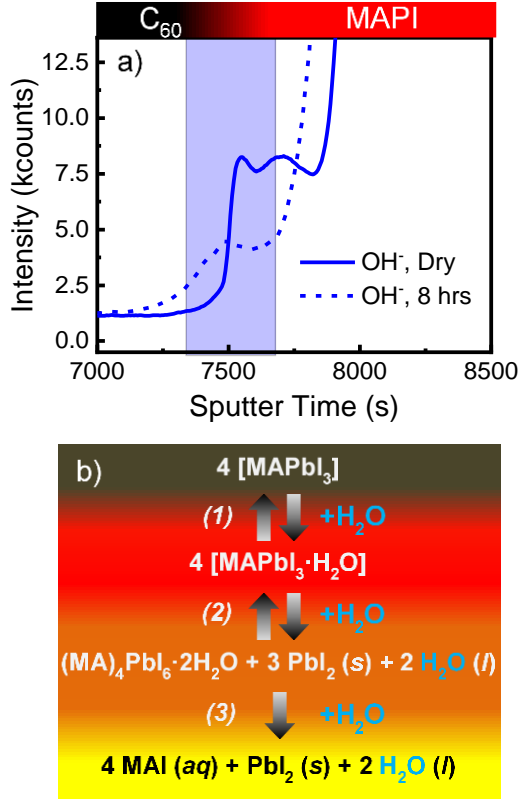 C₆₀ MAPI
a)
12.5
10.0
7.5
5.0
2.5
0.0
Intensity (kcounts)
OH⁻, Dry
OH⁻, 8 hrs
7000 7500 8000 8500
Sputter Time (s)
b)
4 [MAPbI₃]
(1) +H₂O
4 [MAPbI₃·H₂O]
(2) +H₂O
(MA)₄PbI₆·2H₂O + 3 PbI₂ (s) + 2 H₂O (l)
(3) +H₂O
4 MAI (aq) + PbI₂ (s) + 2 H₂O (l)